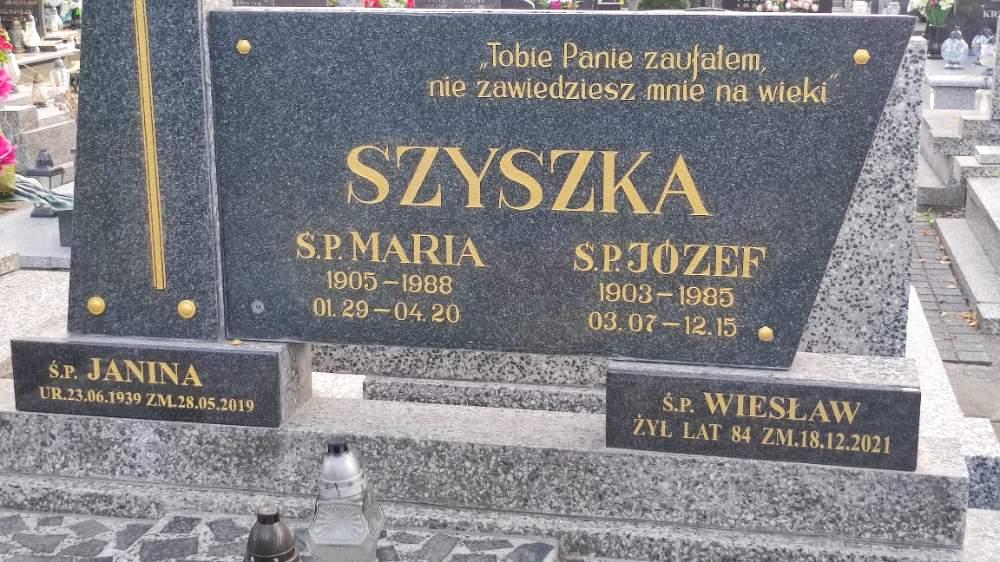 „Tobie Panie zaufałem,
nie zawiedziesz mnie na wieki"
SZYSZKA
Ś.P. MARIA
1905 – 1988
01.29 – 04.20
Ś.P. JÓZEF
1903 – 1985
03.07 – 12.15
Ś.P. JANINA
UR.23.06.1939 ZM.28.05.2019
Ś.P. WIESŁAW
ŻYŁ LAT 84 ZM.18.12.2021